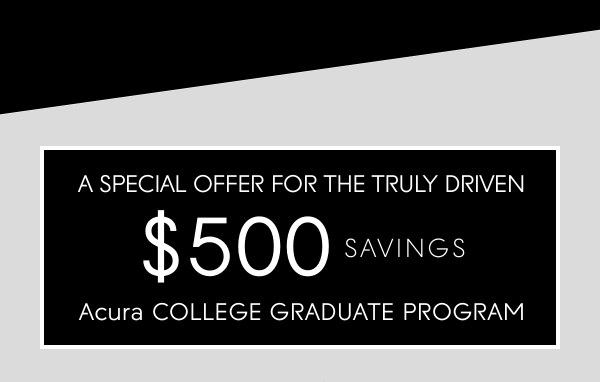 A SPECIAL OFFER FOR THE TRULY DRIVEN
$500 SAVINGS
Acura COLLEGE GRADUATE PROGRAM